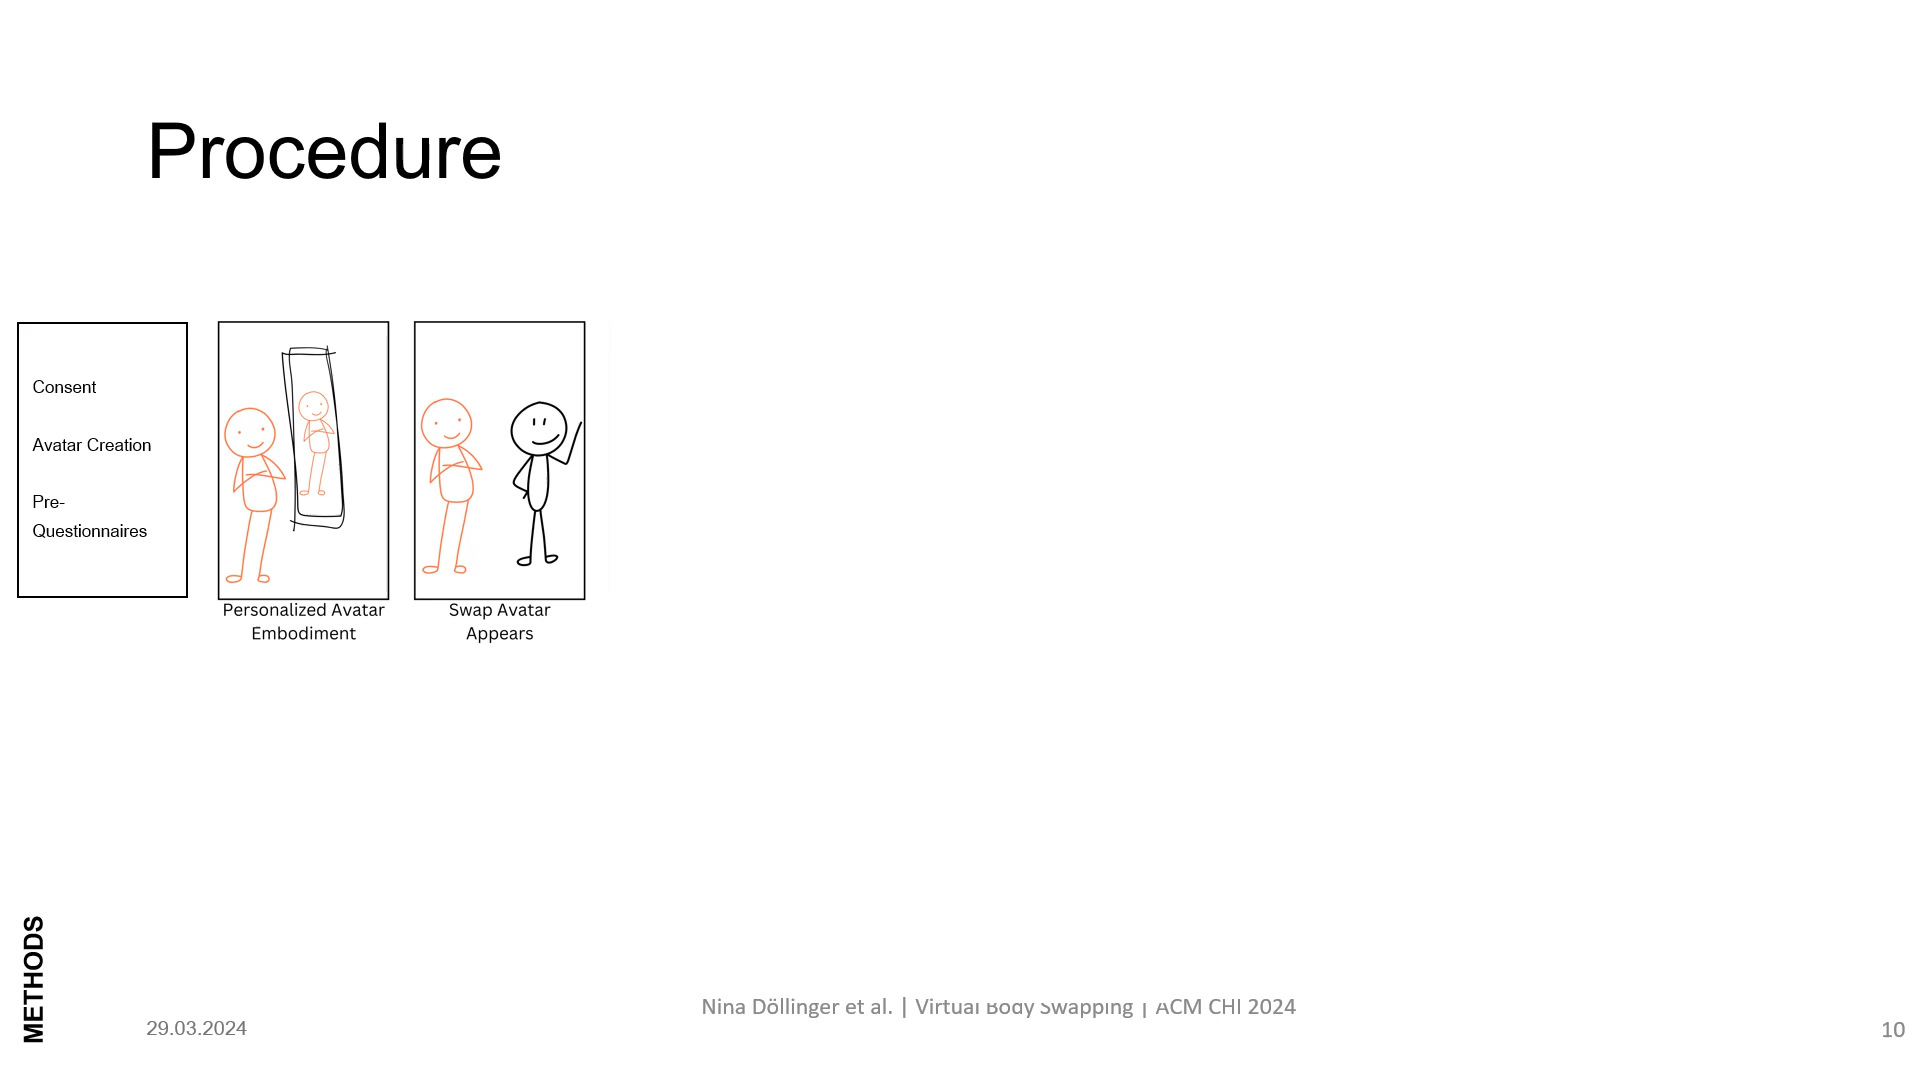 Procedure
Consent
Avatar Creation
Pre-
Questionnaires
Personalized Avatar
Embodiment
Swap Avatar
Appears
METHODS
29.03.2024
Nina Döllinger et al. | Virtual Body Swapping | ACM CHI 2024
10